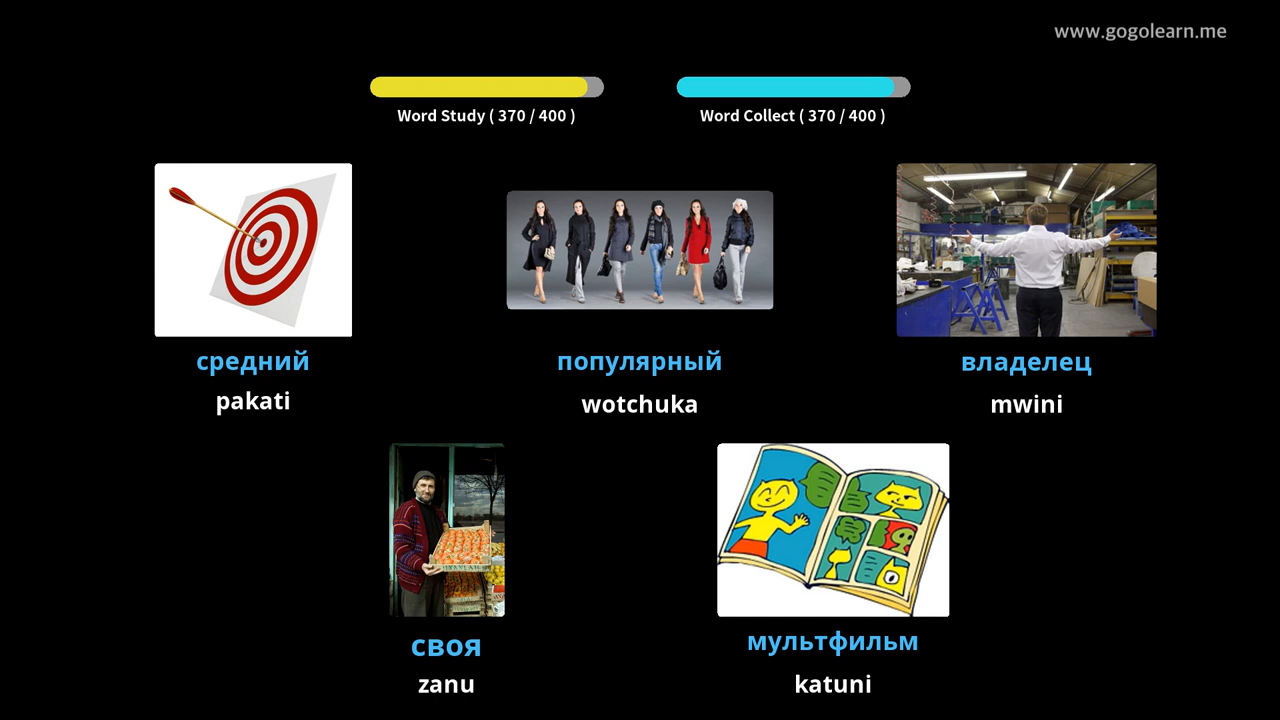 www.gogolearn.me
Word Study ( 370 / 400 )
Word Collect ( 370 / 400 )
средний
популярный
владелец
pakati
wotchuka
mwini
своя
мультфильм
zanu
katuni